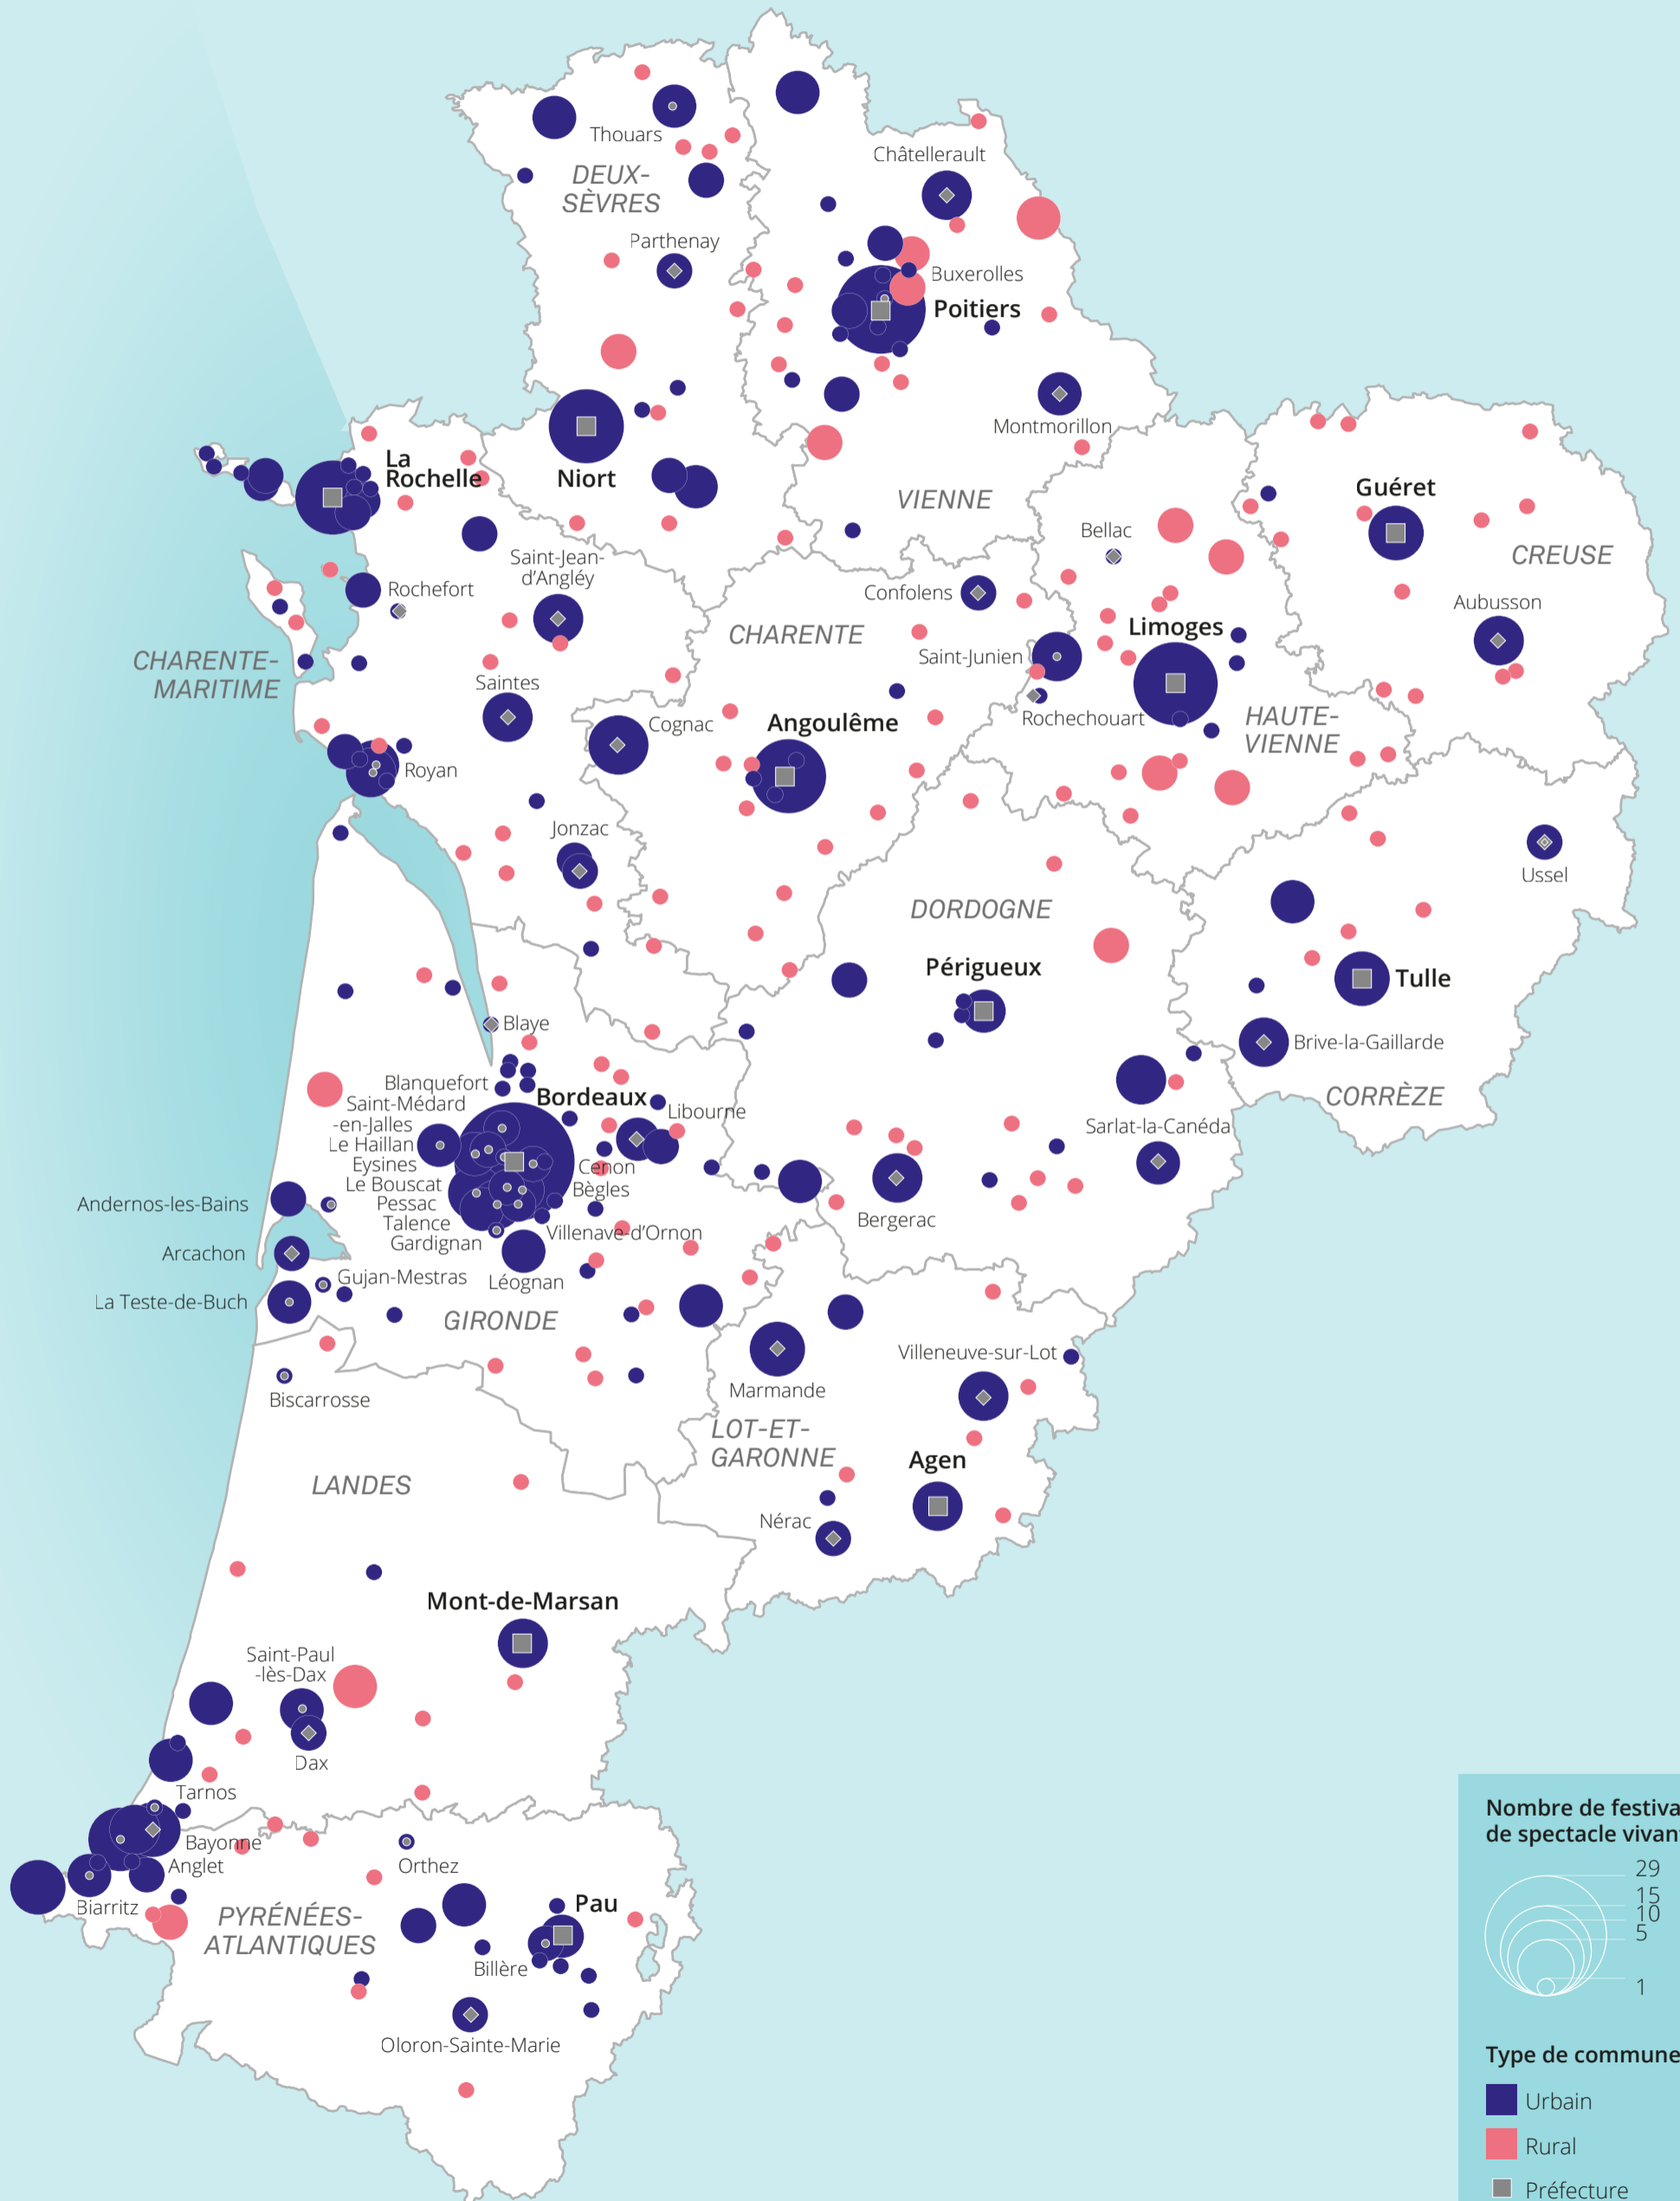 Thouars
DEUX-
SÈVRES
Châtellerault
Parthenay
Buxerolles
Poitiers
Montmorillon
La
Rochelle
Niort
VIENNE
Guéret
Bellac
CREUSE
Saint-Jean-
d’Angléy
Rochefort
Confolens
Aubusson
CHARENTE
Limoges
CHARENTE-
MARITIME
Saint-Junien
Saintes
Rochechouart
HAUTE-
VIENNE
Cognac
Angoulême
Royan
Jonzac
Ussel
DORDOGNE
Périgueux
Tulle
Blaye
Brive-la-Gaillarde
Blanquefort
Bordeaux
CORRÈZE
Saint-Médard
-en-Jalles
Libourne
Sarlat-la-Canéda
Le Haillan
Eysines
Cenon
Le Bouscat
Bègles
Andernos-les-Bains
Pessac
Talence
Bergerac
Villenave-d’Ornon
Gardignan
Arcachon
Gujan-Mestras
Léognan
La Teste-de-Buch
GIRONDE
Villeneuve-sur-Lot
Marmande
Biscarrosse
LOT-ET-
GARONNE
Agen
LANDES
Nérac
Mont-de-Marsan
Saint-Paul
-lès-Dax
Dax
Tarnos
Bayonne
Anglet
Orthez
Biarritz
Pau
PYRÉNÉES-
ATLANTIQUES
Billère
Oloron-Sainte-Marie
Nombre de festiva
de spectacle vivan
29
15
10
5
1
Type de commune
Urbain
Rural
Préfecture